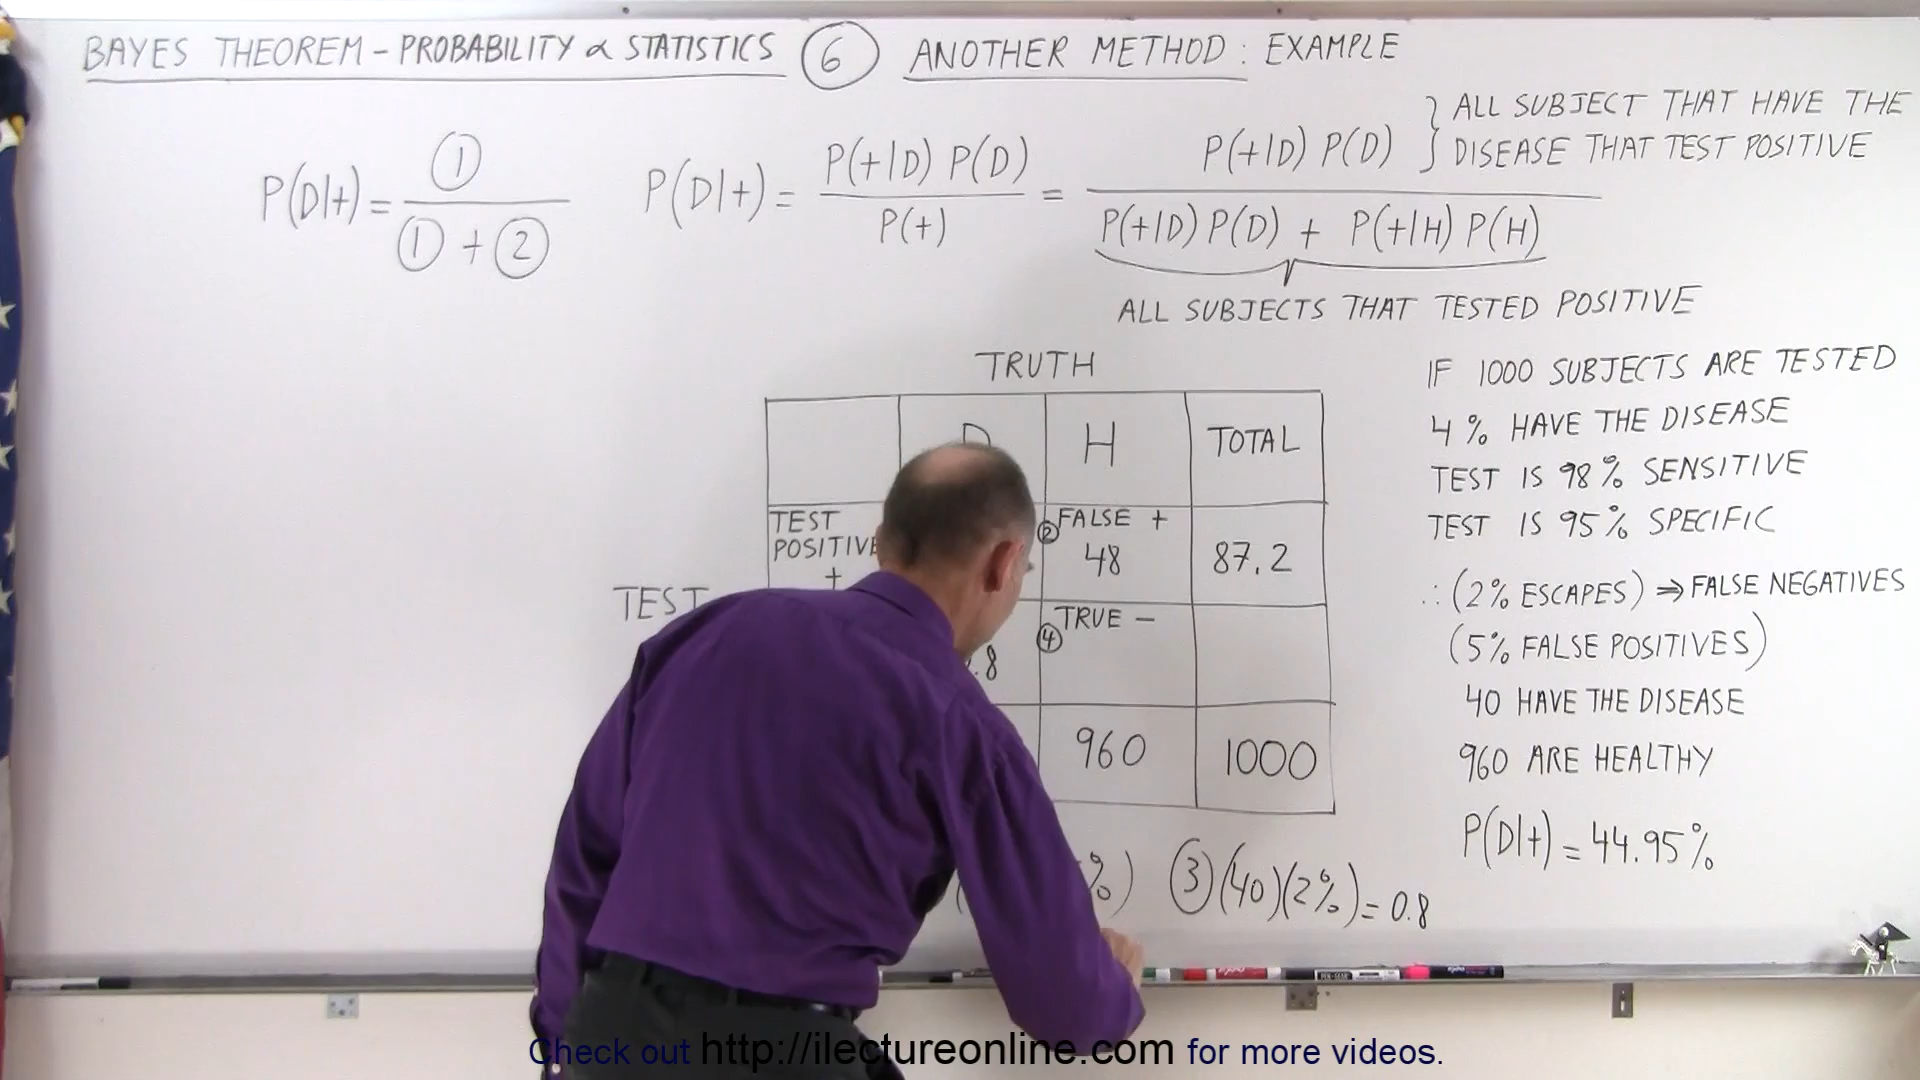 BAYES THEOREM – PROBABILITY & STATISTICS ⑥ ANOTHER METHOD: EXAMPLE
P(D|+) = ① / (① + ②)
P(D|+) = P(+|D) P(D) / P(+) = P(+|D) P(D) / (P(+|D) P(D) + P(+|H) P(H))
} ALL SUBJECT THAT HAVE THE
DISEASE THAT TEST POSITIVE
ALL SUBJECTS THAT TESTED POSITIVE
TRUTH
D H TOTAL
TEST
POSITIVE
+
② FALSE +
48
87.2
TEST
④ TRUE –
.8
960 1000
%) ③ (40)(2%) = 0.8
IF 1000 SUBJECTS ARE TESTED
4% HAVE THE DISEASE
TEST IS 98% SENSITIVE
TEST IS 95% SPECIFIC
∴ (2% ESCAPES) ⇒ FALSE NEGATIVES
(5% FALSE POSITIVES)
40 HAVE THE DISEASE
960 ARE HEALTHY
P(D|+) = 44.95%
Check out http://ilectureonline.com for more videos.